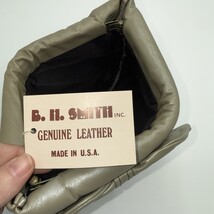 B. H. SMITH INC.
GENUINE LEATHER
MADE IN U.S.A.